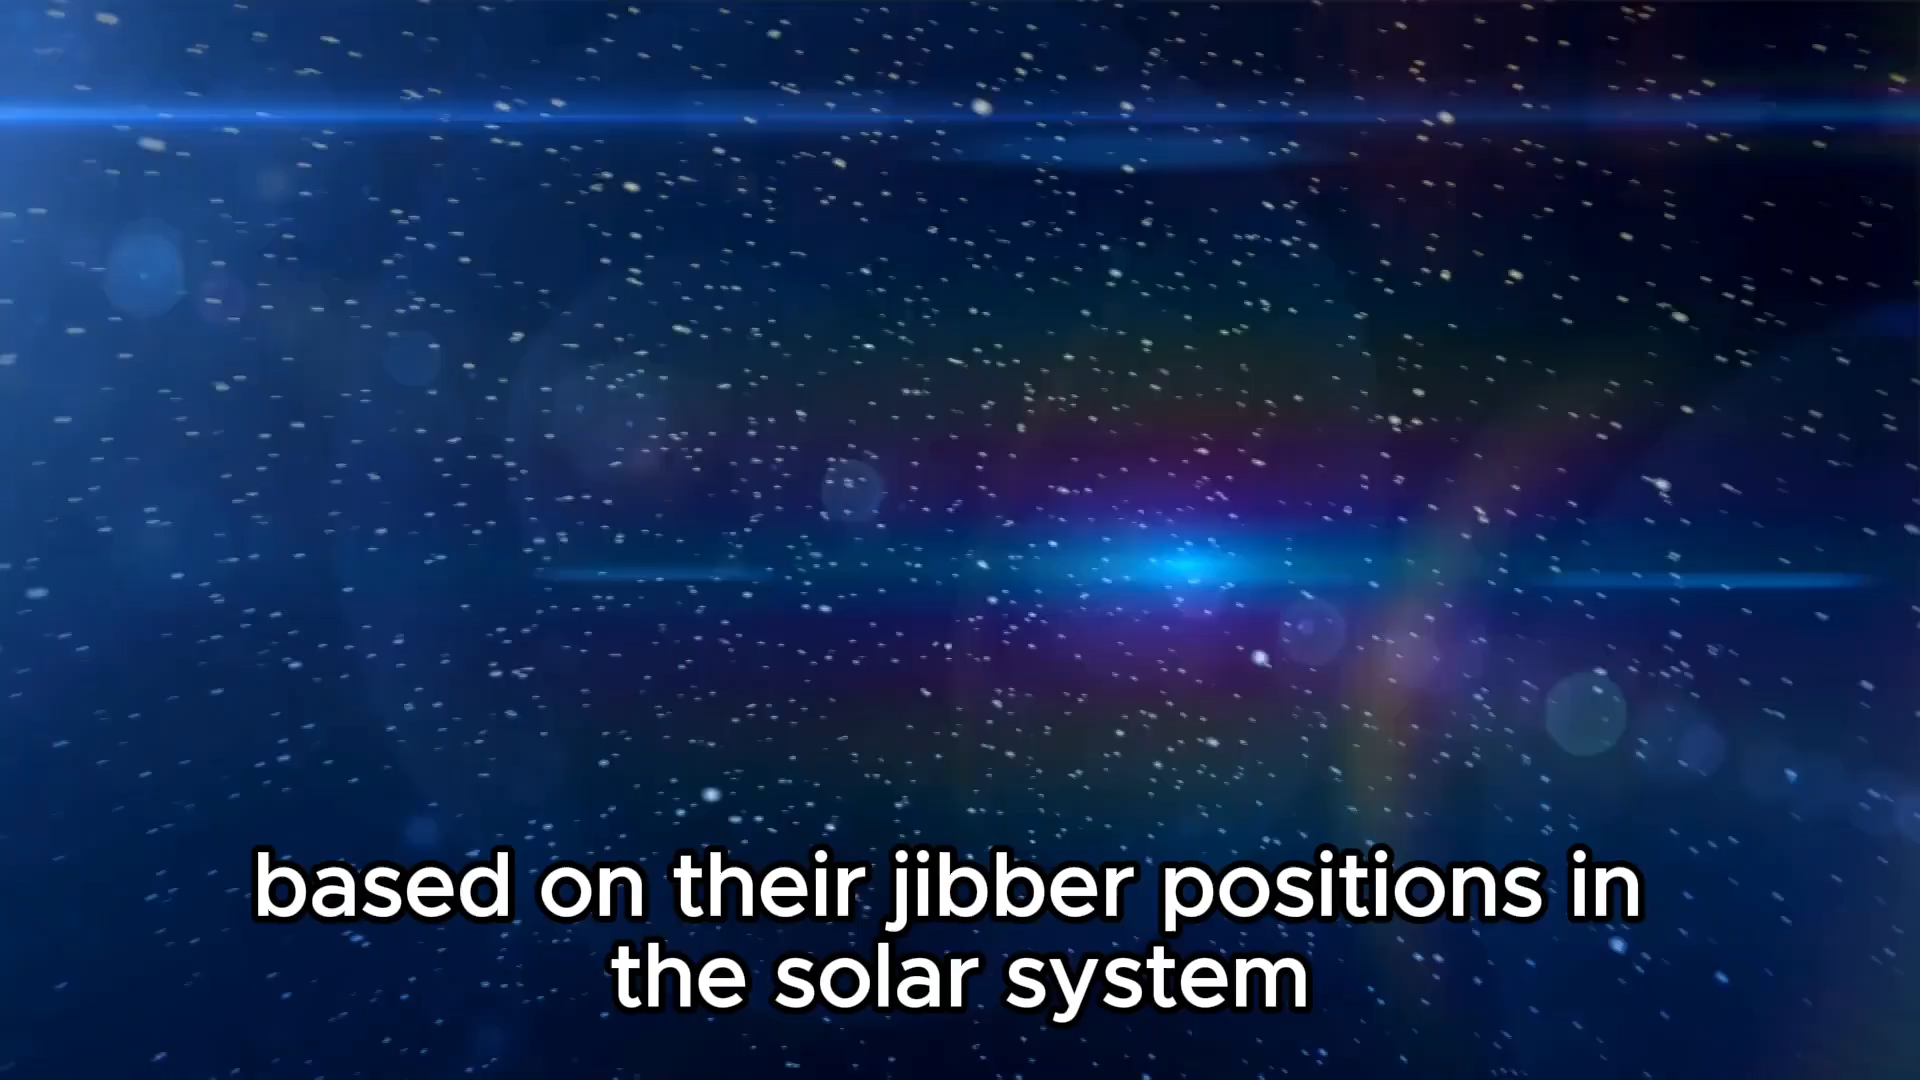 based on their jibber positions in
the solar system